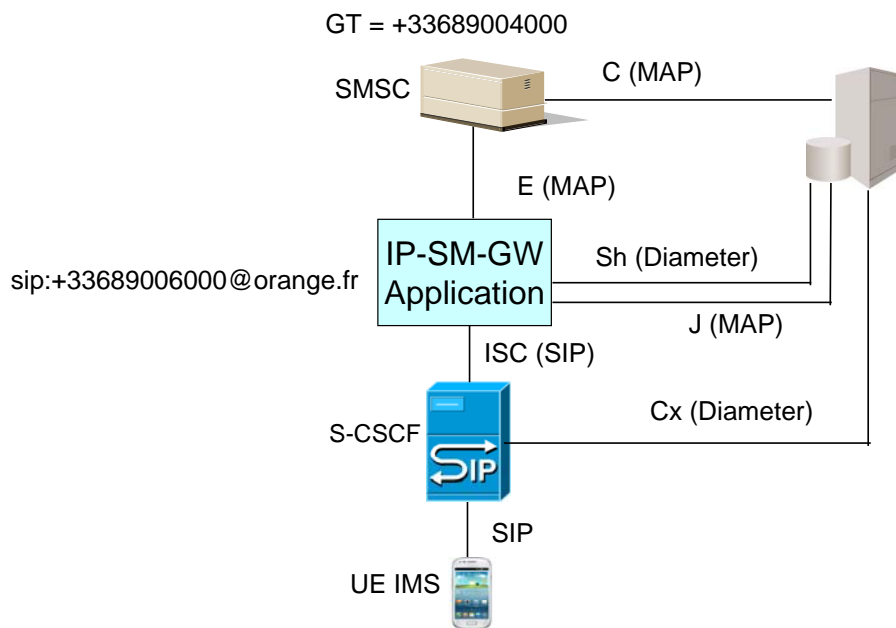 GT = +33689004000
C (MAP)
SMSC
E (MAP)
IP-SM-GW
Application
Sh (Diameter)
sip:+33689006000@orange.fr
J (MAP)
ISC (SIP)
Cx (Diameter)
S-CSCF
SIP
SIP
UE IMS